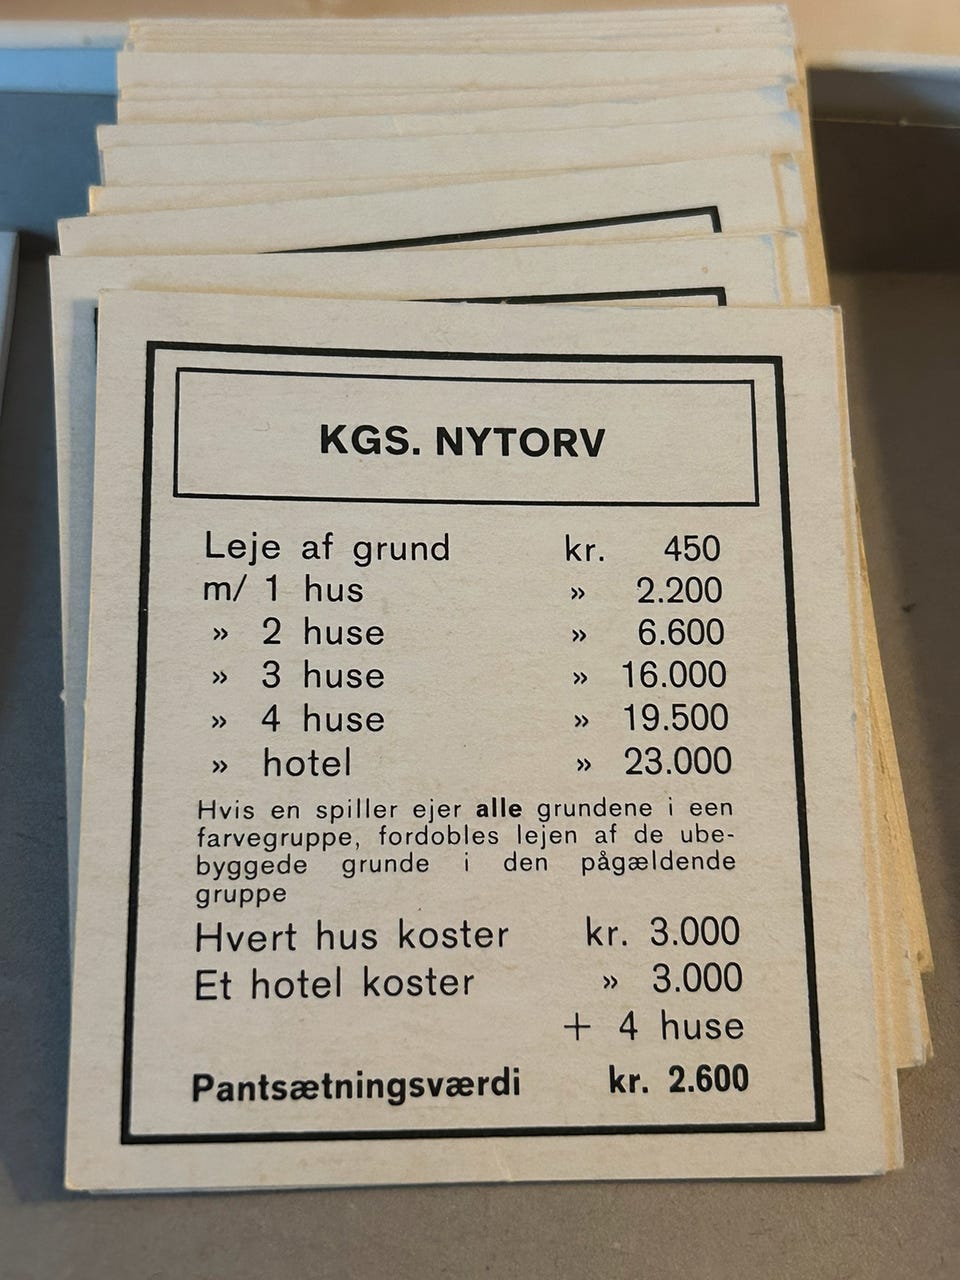 KGS. NYTORV
Leje af grund kr. 450
m/ 1 hus » 2.200
» 2 huse » 6.600
» 3 huse » 16.000
» 4 huse » 19.500
» hotel » 23.000
Hvis en spiller ejer alle grundene i een
farvegruppe, fordobles lejen af de ube-
byggede grunde i den pågældende
gruppe
Hvert hus koster kr. 3.000
Et hotel koster » 3.000
+ 4 huse
Pantsætningsværdi kr. 2.600